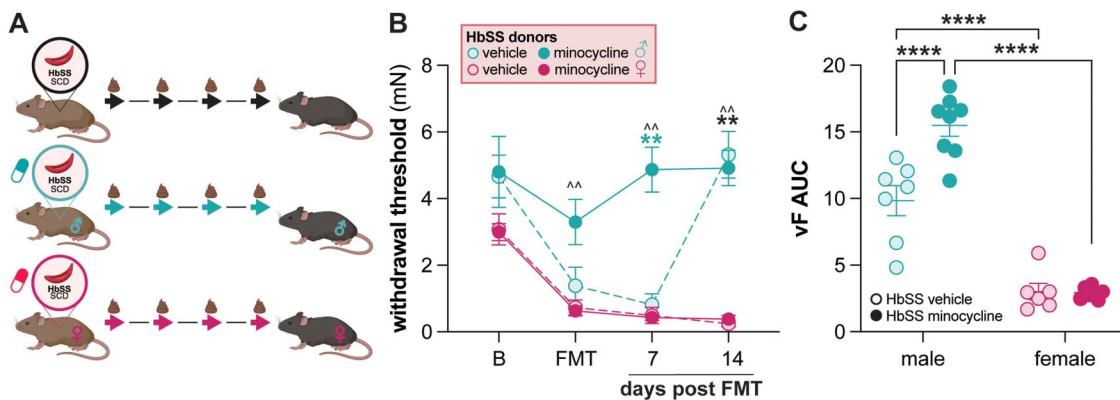 A
HbSS
SCD
HbSS
SCD
♂
♂
HbSS
SCD
♀
♀
B
HbSS donors
vehicle minocycline ♂
vehicle minocycline ♀
withdrawal threshold (mN)
8
6
4
2
0
^^
^^
**
^^
**
B FMT 7 14
days post FMT
C
****
**** ****
vF AUC
20
15
10
5
0
HbSS vehicle
HbSS minocycline
male female